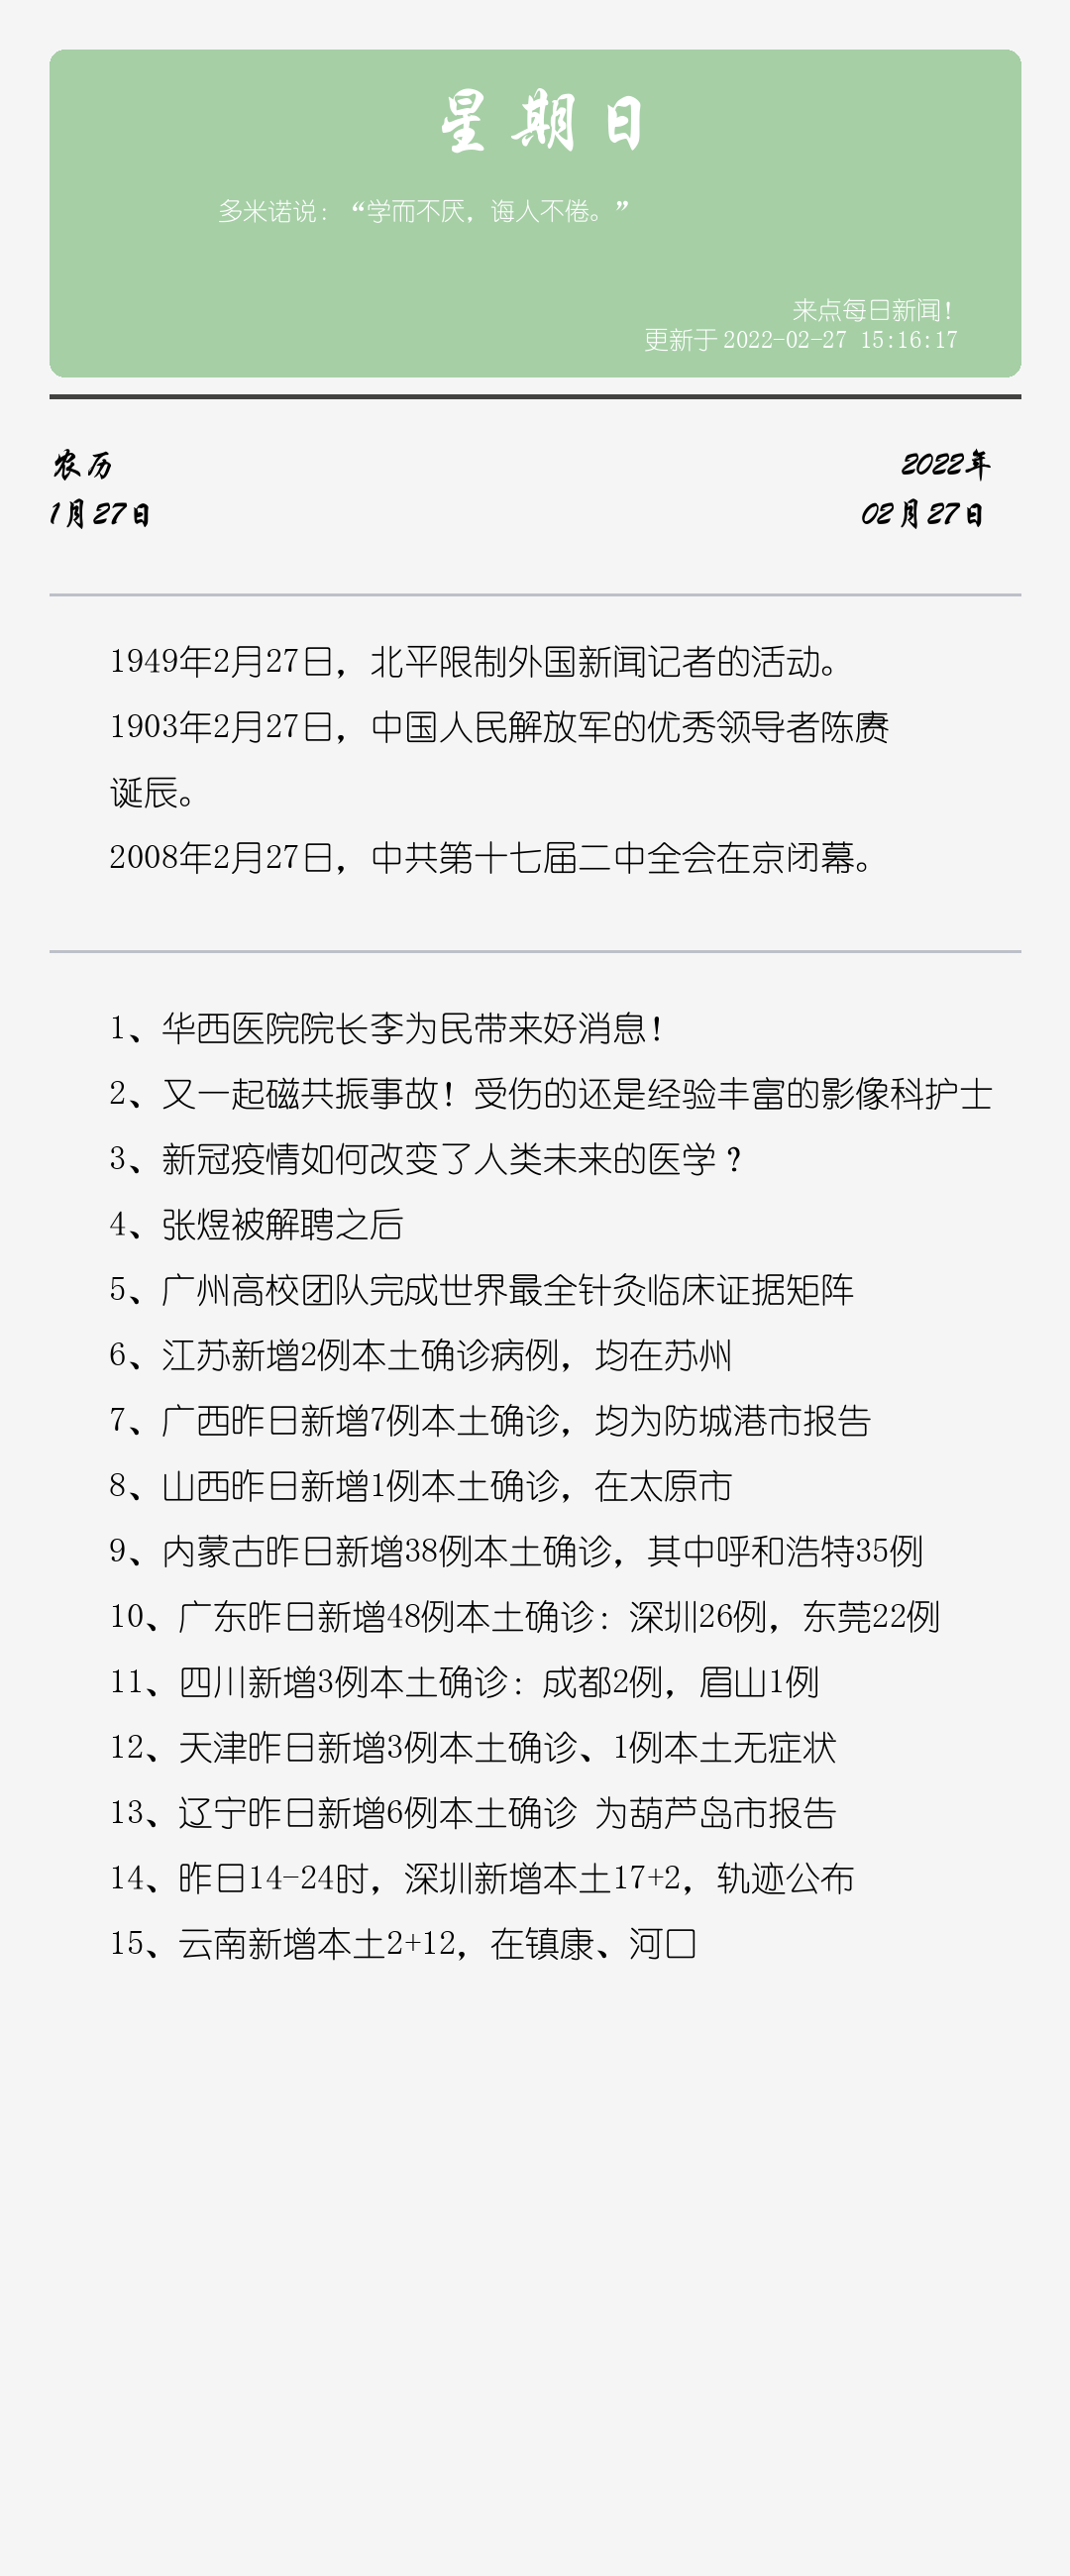 星期日
多米诺说：“学而不厌，诲人不倦。”
来点每日新闻！
更新于 2022-02-27 15:16:17
农历
2022年
1月27日
02月27日
1949年2月27日，北平限制外国新闻记者的活动。
1903年2月27日，中国人民解放军的优秀领导者陈赓
诞辰。
2008年2月27日，中共第十七届二中全会在京闭幕。
1、华西医院院长李为民带来好消息！
2、又一起磁共振事故！受伤的还是经验丰富的影像科护士
3、新冠疫情如何改变了人类未来的医学？
4、张煜被解聘之后
5、广州高校团队完成世界最全针灸临床证据矩阵
6、江苏新增2例本土确诊病例，均在苏州
7、广西昨日新增7例本土确诊，均为防城港市报告
8、山西昨日新增1例本土确诊，在太原市
9、内蒙古昨日新增38例本土确诊，其中呼和浩特35例
10、广东昨日新增48例本土确诊：深圳26例，东莞22例
11、四川新增3例本土确诊：成都2例，眉山1例
12、天津昨日新增3例本土确诊、1例本土无症状
13、辽宁昨日新增6例本土确诊 为葫芦岛市报告
14、昨日14-24时，深圳新增本土17+2，轨迹公布
15、云南新增本土2+12，在镇康、河口